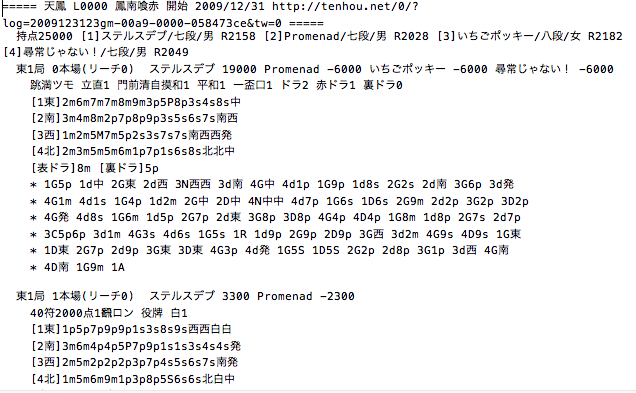 ===== 天鳳 L0000 鳳南喰赤 開始 2009/12/31 http://tenhou.net/0/?
log=2009123123gm-00a9-0000-058473ce&tw=0 =====
持点25000 [1]ステルスデブ/七段/男 R2158 [2]Promenad/七段/男 R2028 [3]いちごポッキー/八段/女 R2182
[4]尋常じゃない！/七段/男 R2049
東1局 0本場(リーチ0) ステルスデブ 19000 Promenad -6000 いちごポッキー -6000 尋常じゃない！ -6000
跳満ツモ 立直1 門前清自摸和1 平和1 一盃口1 ドラ2 赤ドラ1 裏ドラ0
[1東]2m6m7m7m8m9m3p5P8p3s4s8s中
[2南]3m4m8m2p7p8p9p3s5s6s7s南西
[3西]1m2m5M7m5p2s3s7s7s南西西発
[4北]2m3m5m5m6m1p7p1s6s8s北北中
[表ドラ]8m [裏ドラ]5p
* 1G5p 1d中 2G東 2d西 3N西西 3d南 4G中 4d1p 1G9p 1d8s 2G2s 2d南 3G6p 3d発
* 4G1m 4d1s 1G4p 1d2m 2G中 2D中 4N中中 4d7p 1G6s 1D6s 2G9m 2d2p 3G2p 3D2p
* 4G発 4d8s 1G6m 1d5p 2G7p 2d東 3G8p 3D8p 4G4p 4D4p 1G8m 1d8p 2G7s 2d7p
* 3C5p6p 3d1m 4G3s 4d6s 1G5s 1R 1d9p 2G9p 2D9p 3G西 3d2m 4G9s 4D9s 1G東
* 1D東 2G7p 2d9p 3G東 3D東 4G3p 4d発 1G5S 1D5S 2G2p 2d8p 3G1p 3d西 4G南
* 4D南 1G9m 1A
東1局 1本場(リーチ0) ステルスデブ 3300 Promenad -2300
40符2000点1飜ロン 役牌 白1
[1東]1p5p7p9p9p1s3s8s9s西西白白
[2南]3m6m4p4p5P7p9p1s1s3s4s4s発
[3西]2m5m2p2p2p3p7p4s5s6s7s南発
[4北]1m5m6m9m1p3p8p5S6s6s北白中